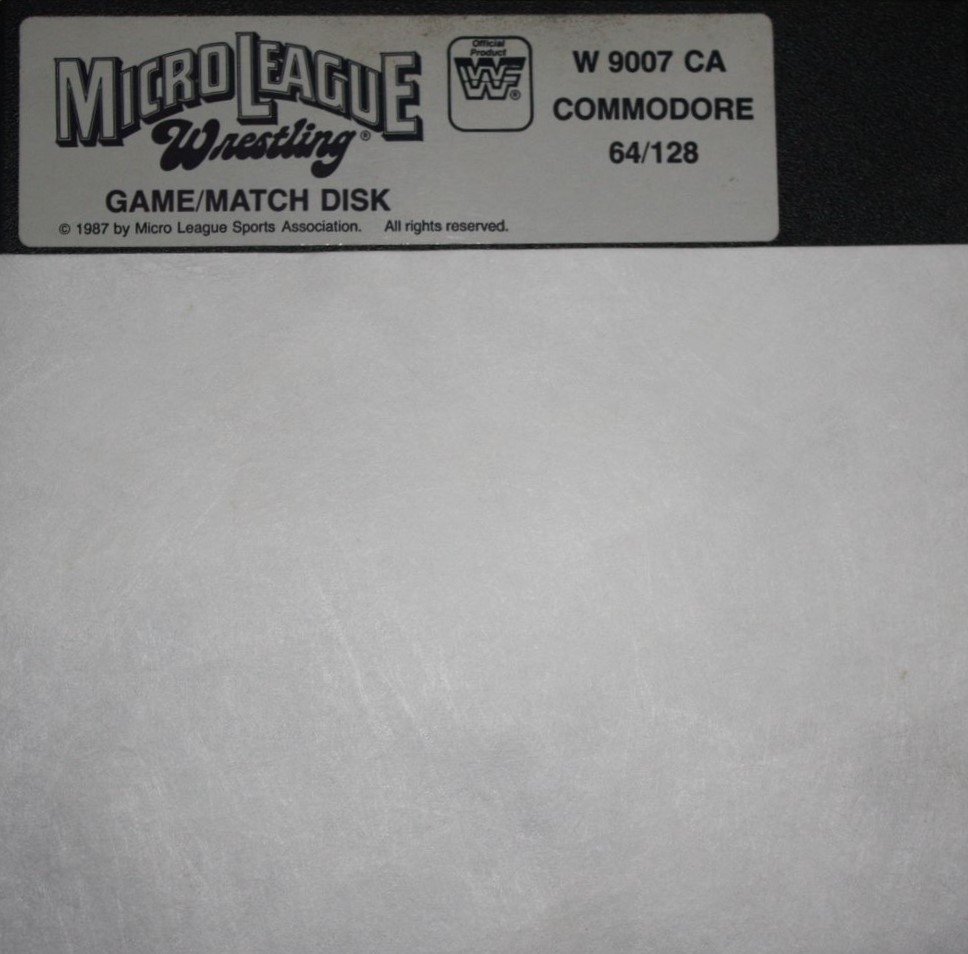 MICROLEAGUE
Wrestling®
GAME/MATCH DISK
© 1987 by Micro League Sports Association. All rights reserved.
Official
Product
WF®
W 9007 CA
COMMODORE
64/128